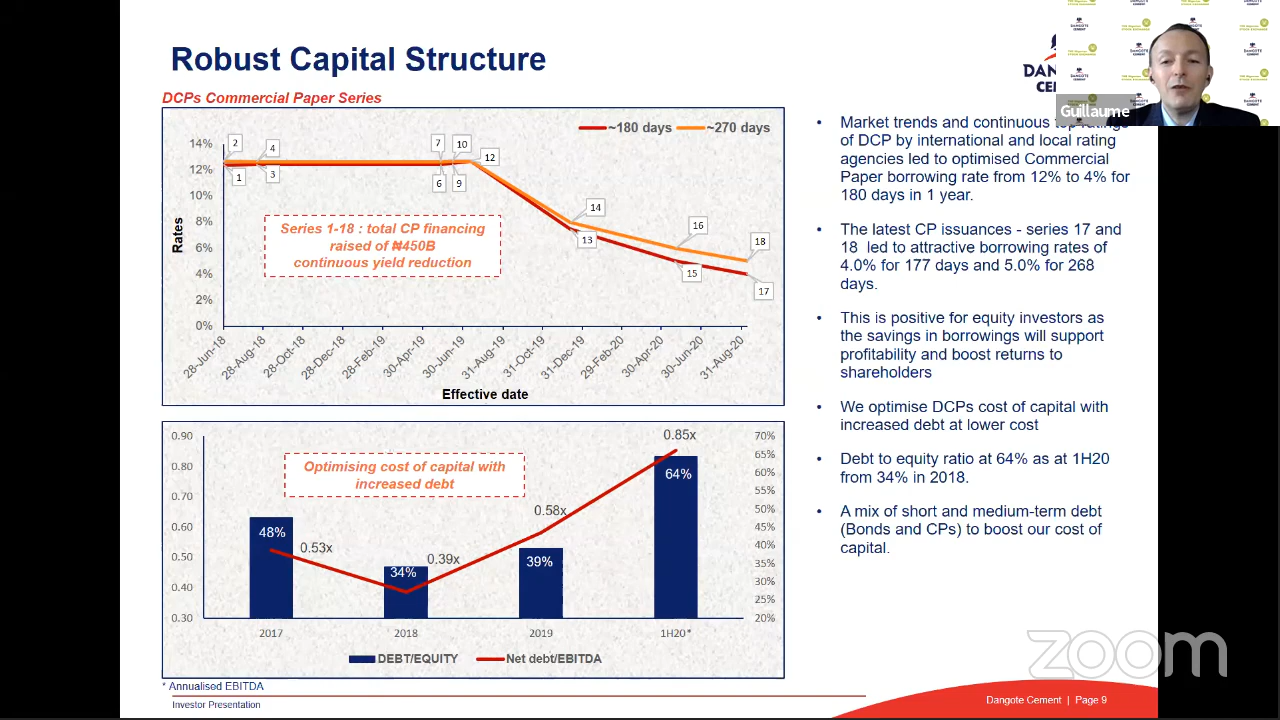 Robust Capital Structure
DANGOTE
CEMENT
Guillaume
DCPs Commercial Paper Series
~180 days
~270 days
14%
12%
10%
8%
6%
4%
2%
0%
Rates
2
4
7
10
12
1
3
6
9
14
13
16
15
18
17
Series 1-18 : total CP financing
raised of ₦450B
continuous yield reduction
28-Jun-18
28-Aug-18
28-Oct-18
28-Dec-18
28-Feb-19
30-Apr-19
30-Jun-19
31-Aug-19
31-Oct-19
31-Dec-19
29-Feb-20
30-Apr-20
30-Jun-20
31-Aug-20
Effective date
0.90
0.80
0.70
0.60
0.50
0.40
0.30
70%
65%
60%
55%
50%
45%
40%
35%
30%
25%
20%
Optimising cost of capital with
increased debt
48%
0.53x
34%
0.39x
39%
0.58x
64%
0.85x
2017
2018
2019
1H20*
DEBT/EQUITY
Net debt/EBITDA
* Annualised EBITDA
• Market trends and continuous top ratings
of DCP by international and local rating
agencies led to optimised Commercial
Paper borrowing rate from 12% to 4% for
180 days in 1 year.
• The latest CP issuances - series 17 and
18 led to attractive borrowing rates of
4.0% for 177 days and 5.0% for 268
days.
• This is positive for equity investors as
the savings in borrowings will support
profitability and boost returns to
shareholders
• We optimise DCPs cost of capital with
increased debt at lower cost
• Debt to equity ratio at 64% as at 1H20
from 34% in 2018.
• A mix of short and medium-term debt
(Bonds and CPs) to boost our cost of
capital.
zoom
Investor Presentation
Dangote Cement | Page 9